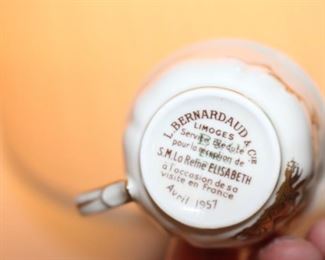 L. BERNARDAUD & Cie
LIMOGES
Service exécuté
pour la réception de
S.M. La Reine ELISABETH
à l'occasion de sa
visite en France
Avril 1957